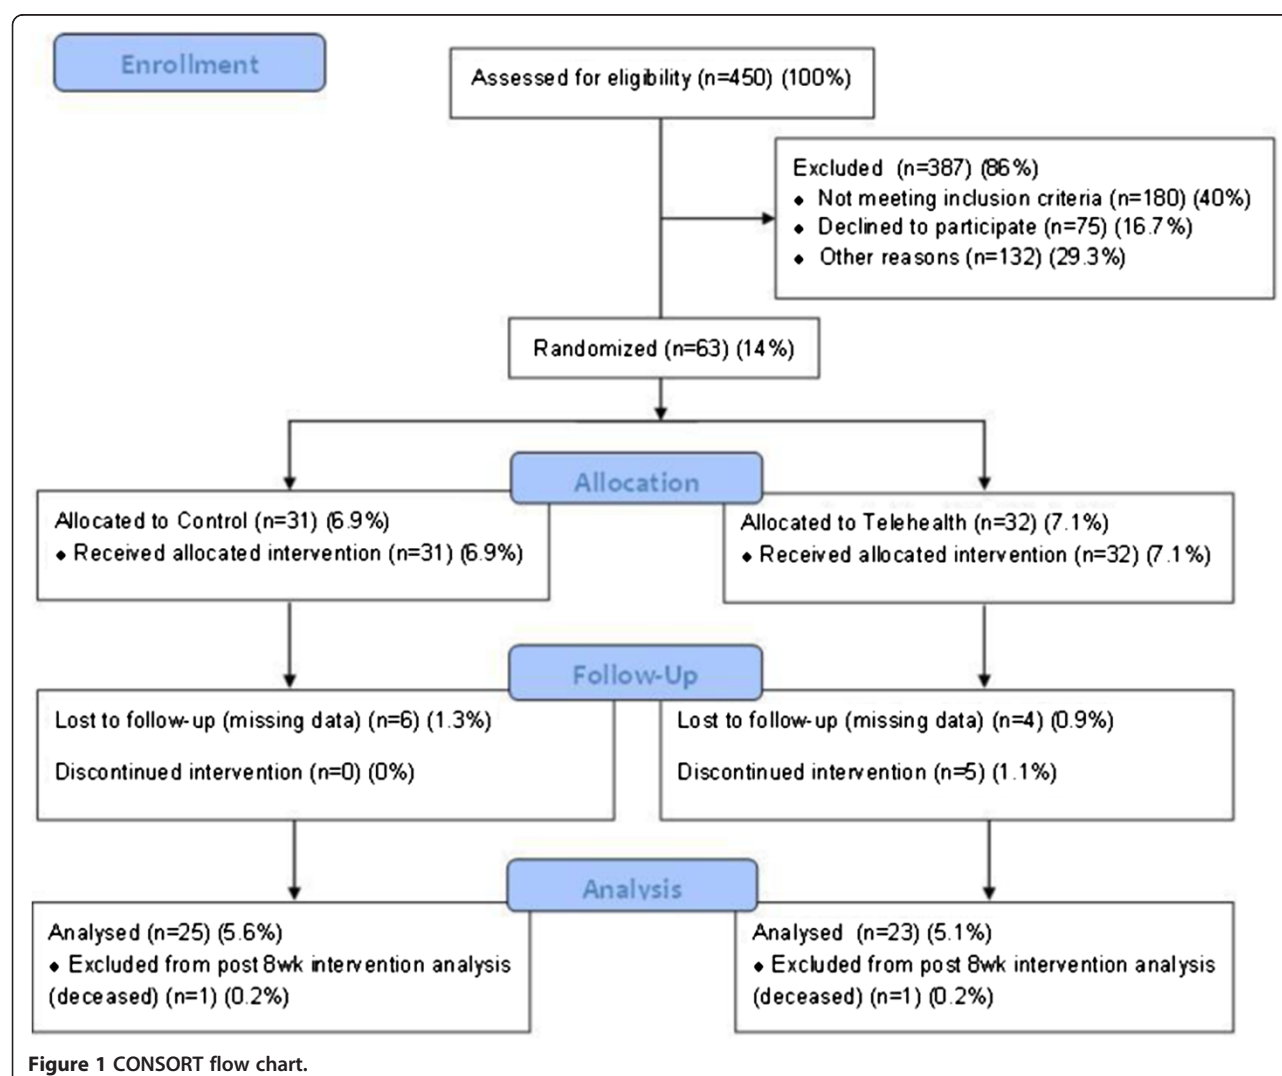 Enrollment
Assessed for eligibility (n=450) (100%)
Excluded (n=387) (86%)
♦ Not meeting inclusion criteria (n=180) (40%)
♦ Declined to participate (n=75) (16.7%)
♦ Other reasons (n=132) (29.3%)
Randomized (n=63) (14%)
Allocation
Allocated to Control (n=31) (6.9%)
♦ Received allocated intervention (n=31) (6.9%)
Allocated to Telehealth (n=32) (7.1%)
♦ Received allocated intervention (n=32) (7.1%)
Follow-Up
Lost to follow-up (missing data) (n=6) (1.3%)
Discontinued intervention (n=0) (0%)
Lost to follow-up (missing data) (n=4) (0.9%)
Discontinued intervention (n=5) (1.1%)
Analysis
Analysed (n=25) (5.6%)
♦ Excluded from post 8wk intervention analysis
(deceased) (n=1) (0.2%)
Analysed (n=23) (5.1%)
♦ Excluded from post 8wk intervention analysis
(deceased) (n=1) (0.2%)
Figure 1 CONSORT flow chart.